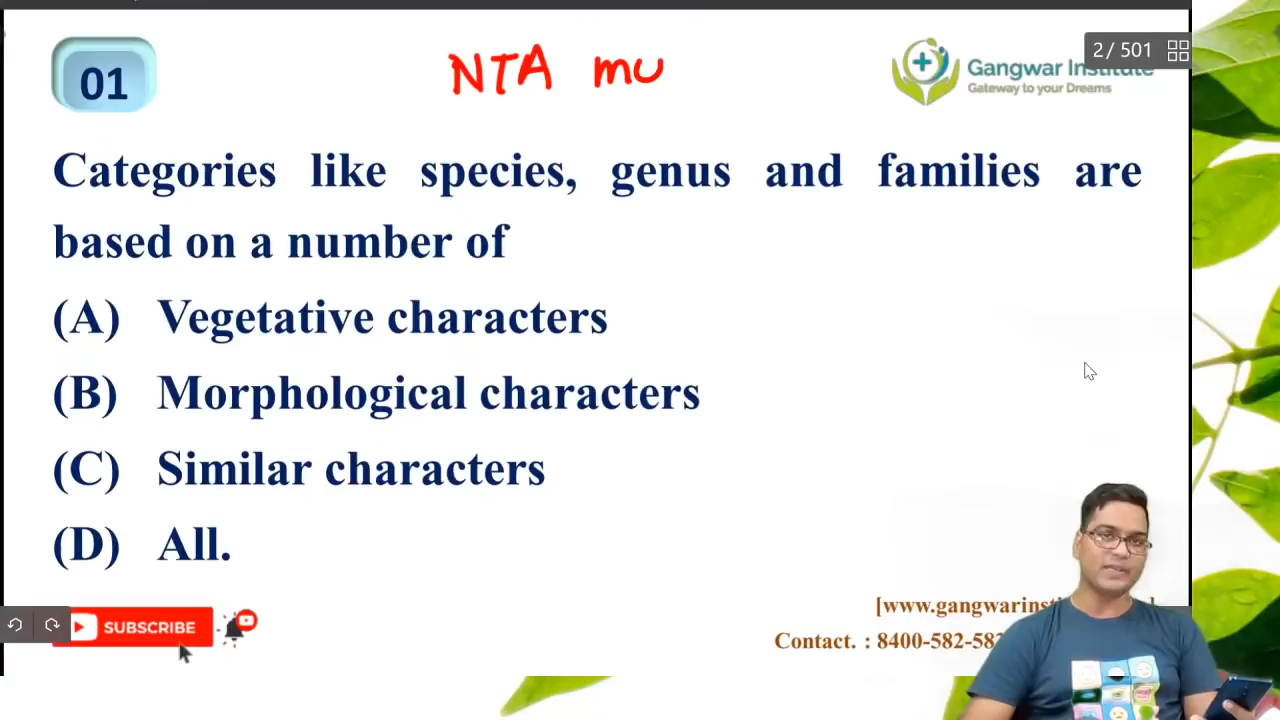 2 / 501
01
NTA mu
Gangwar Institute
Gateway to your Dreams
Categories like species, genus and families are
based on a number of
(A) Vegetative characters
(B) Morphological characters
(C) Similar characters
(D) All.
SUBSCRIBE
Contact. : 8400-582-582